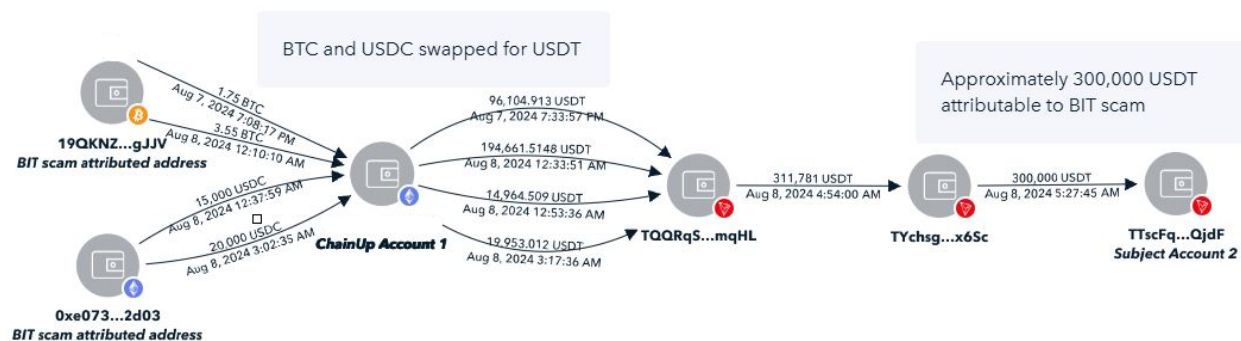 BTC and USDC swapped for USDT
Approximately 300,000 USDT
attributable to BIT scam
1.75 BTC
Aug 7, 2024 7:08:17 PM
3.55 BTC
Aug 8, 2024 12:10:10 AM
19QKNZ...gJJV
BIT scam attributed address
15,000 USDC
Aug 8, 2024 12:37:59 AM
20,000 USDC
Aug 8, 2024 3:02:35 AM
0xe073...2d03
BIT scam attributed address
ChainUp Account 1
96,104.913 USDT
Aug 7, 2024 7:33:57 PM
194,661.5148 USDT
Aug 8, 2024 12:33:51 AM
14,964.509 USDT
Aug 8, 2024 12:53:36 AM
19,953.012 USDT
Aug 8, 2024 3:17:36 AM
TQQRqS...mqHL
311,781 USDT
Aug 8, 2024 4:54:00 AM
TYchsg...x6Sc
300,000 USDT
Aug 8, 2024 5:27:45 AM
TTscFq...QjdF
Subject Account 2